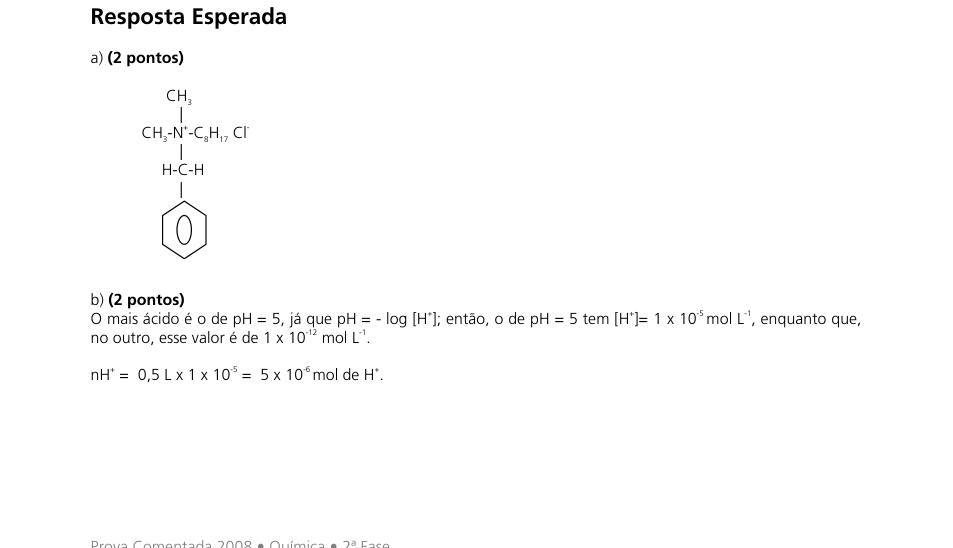 Resposta Esperada
a) (2 pontos)
CH₃
|
CH₃-N⁺-C₈H₁₇ Cl⁻
|
H-C-H
|
b) (2 pontos)
O mais ácido é o de pH = 5, já que pH = - log [H⁺]; então, o de pH = 5 tem [H⁺]= 1 x 10⁻⁵ mol L⁻¹, enquanto que,
no outro, esse valor é de 1 x 10⁻¹² mol L⁻¹.
nH⁺ = 0,5 L x 1 x 10⁻⁵ = 5 x 10⁻⁶ mol de H⁺.
Prova Comentada 2008 • Química • 2ª Fase